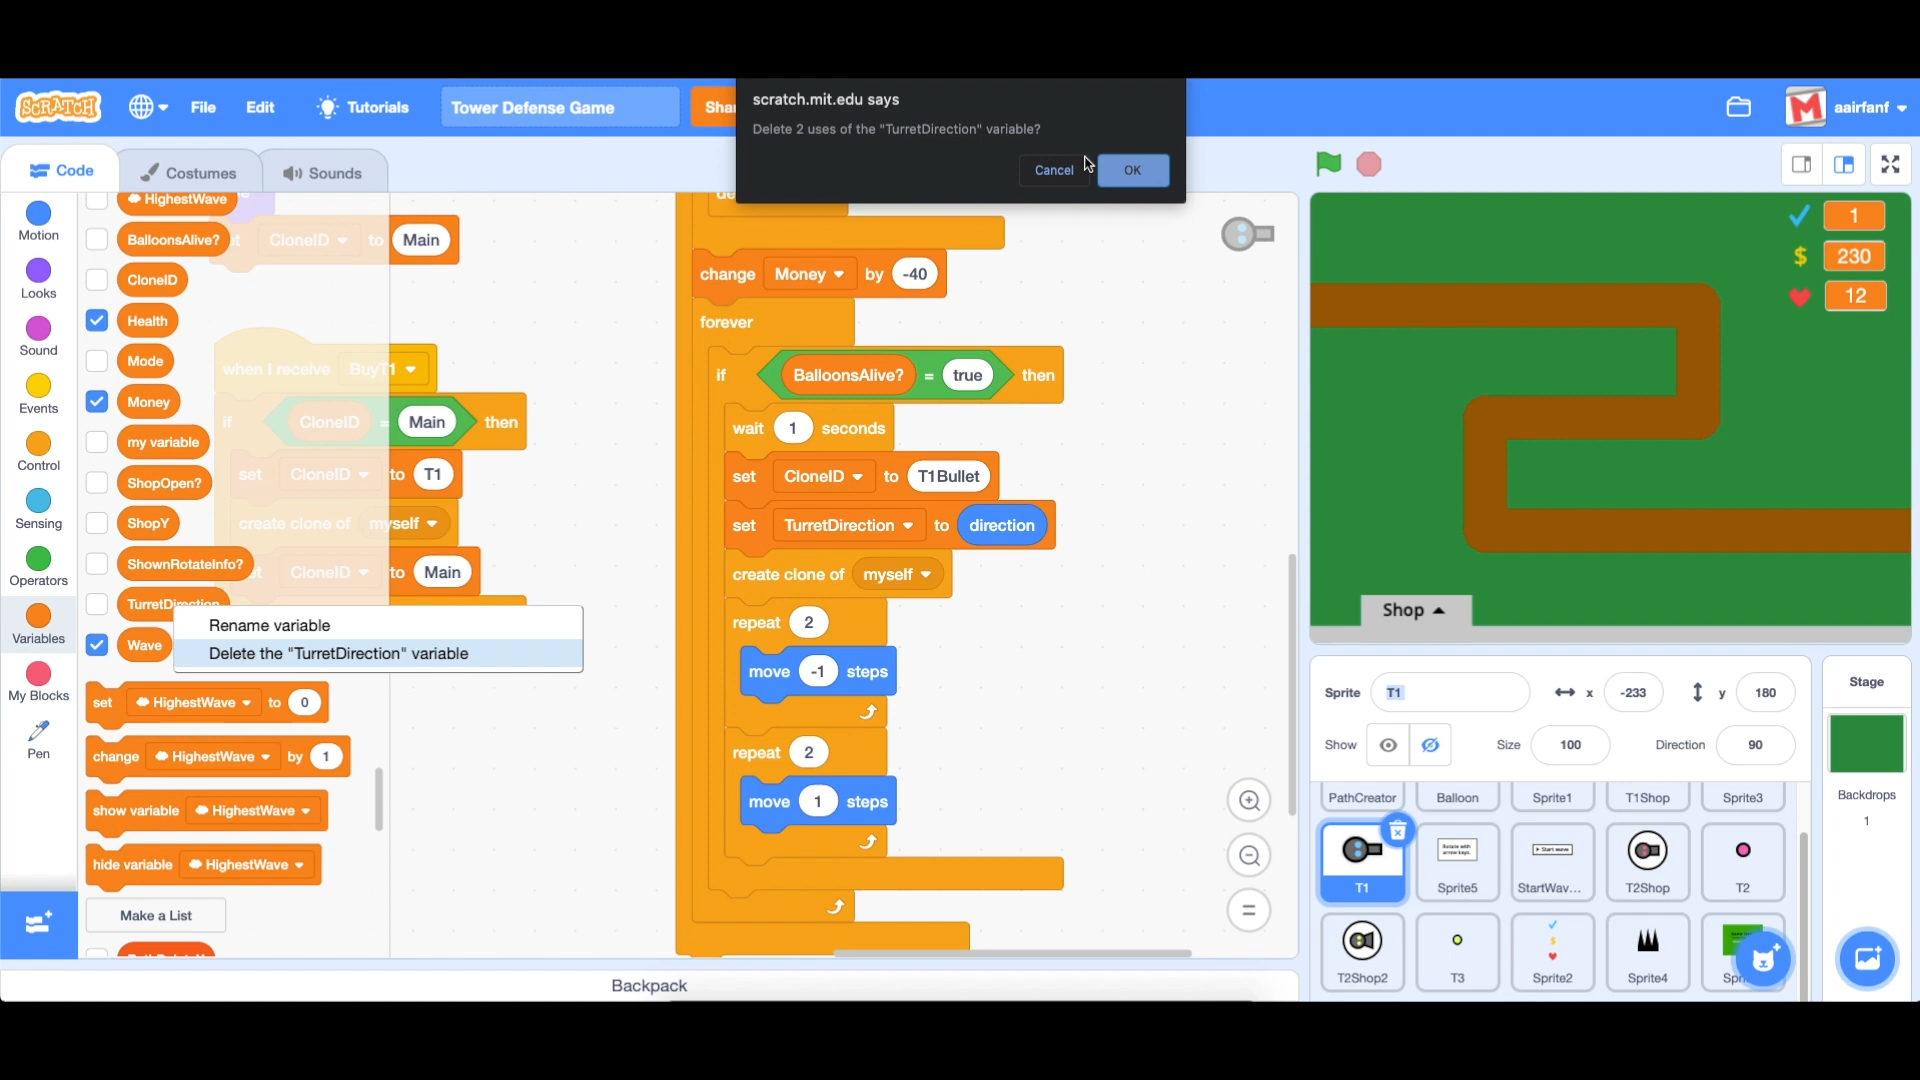 SCRATCH
File
Edit
Tutorials
Tower Defense Game
Shar
aairfanf
scratch.mit.edu says
Delete 2 uses of the "TurretDirection" variable?
Cancel
OK
Code
Costumes
Sounds
Motion
Looks
Sound
Events
Control
Sensing
Operators
Variables
My Blocks
Pen
HighestWave
BalloonsAlive?
CloneID
Health
Mode
Money
my variable
ShopOpen?
ShopY
ShownRotateInfo?
TurretDirection
Wave
Rename variable
Delete the "TurretDirection" variable
set HighestWave to 0
change HighestWave by 1
show variable HighestWave
hide variable HighestWave
Make a List
CloneID to Main
when I receive BuyT1
if CloneID = Main then
set CloneID to T1
create clone of myself
CloneID to Main
change Money by -40
forever
if BalloonsAlive? = true then
wait 1 seconds
set CloneID to T1Bullet
set TurretDirection to direction
create clone of myself
repeat 2
move -1 steps
repeat 2
move 1 steps
Backpack
1
$ 230
12
Shop
Sprite T1 x -233 y 180
Show Size 100 Direction 90
PathCreator Balloon Sprite1 T1Shop Sprite3
Rotate with
arrow keys.
Start wave
T1 Sprite5 StartWav... T2Shop T2
T2Shop2 T3 Sprite2 Sprite4
Stage
Backdrops
1